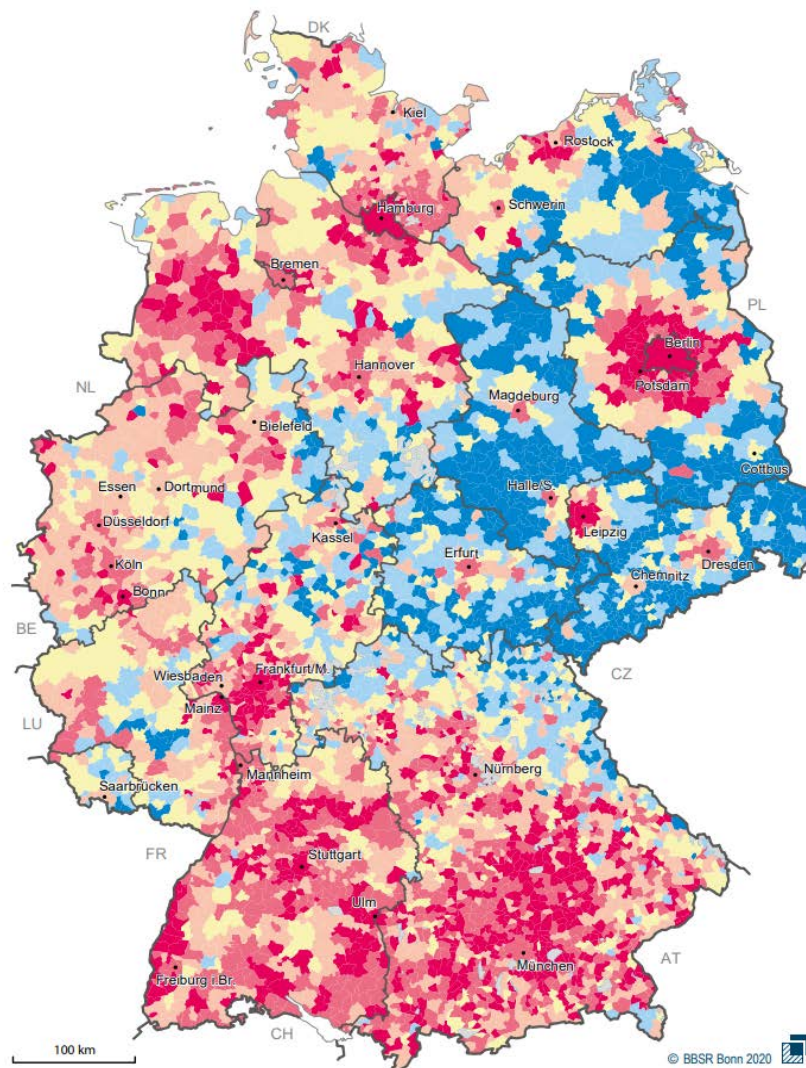 DK
Kiel
Rostock
Hamburg
Schwerin
Bremen
PL
Berlin
Hannover
Potsdam
NL
Magdeburg
Bielefeld
Cottbus
Essen
Dortmund
Halle/S.
Düsseldorf
Leipzig
Kassel
Erfurt
Dresden
Köln
Chemnitz
Bonn
BE
Wiesbaden
Frankfurt/M.
CZ
Mainz
LU
Mannheim
Nürnberg
Saarbrücken
FR
Stuttgart
Ulm
München
AT
Freiburg i.Br.
CH
100 km
© BBSR Bonn 2020